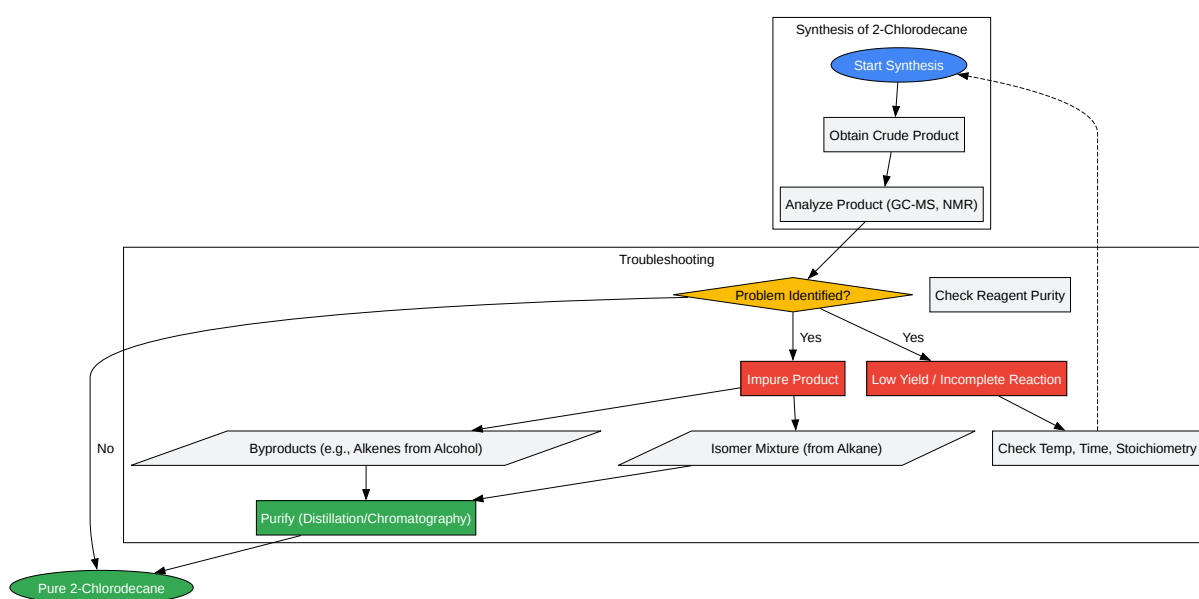 Synthesis of 2-Chlorodecane
Start Synthesis
Obtain Crude Product
Analyze Product (GC-MS, NMR)
Troubleshooting
Problem Identified?
Check Reagent Purity
Yes
Yes
Impure Product
Low Yield / Incomplete Reaction
No
Byproducts (e.g., Alkenes from Alcohol)
Isomer Mixture (from Alkane)
Check Temp, Time, Stoichiometry
Purify (Distillation/Chromatography)
Pure 2-Chlorodecane